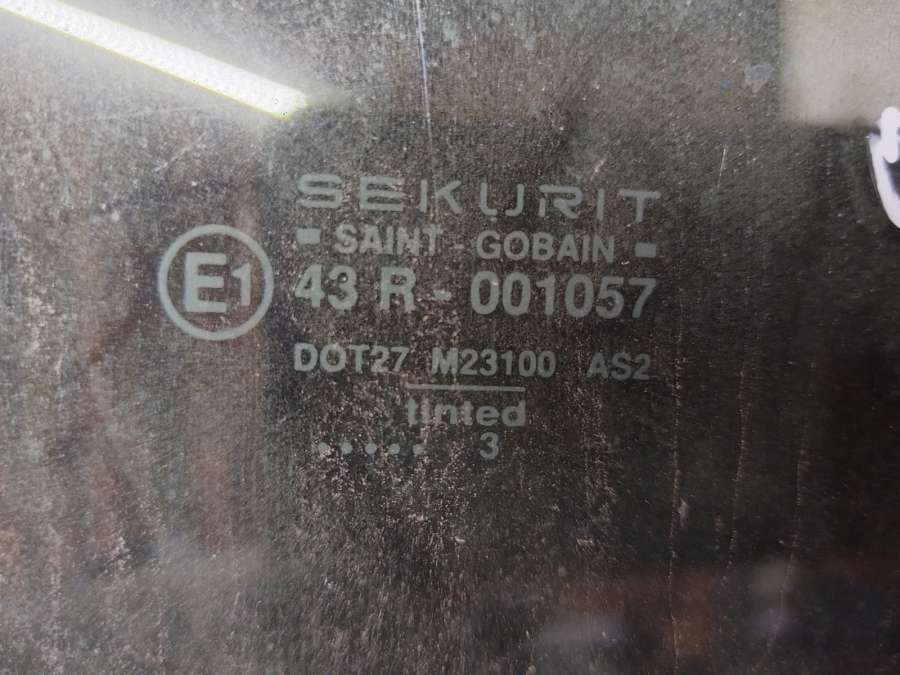 SEKURIT
SAINT - GOBAIN
E1
43 R - 001057
DOT27 M23100 AS2
tinted
..... 3